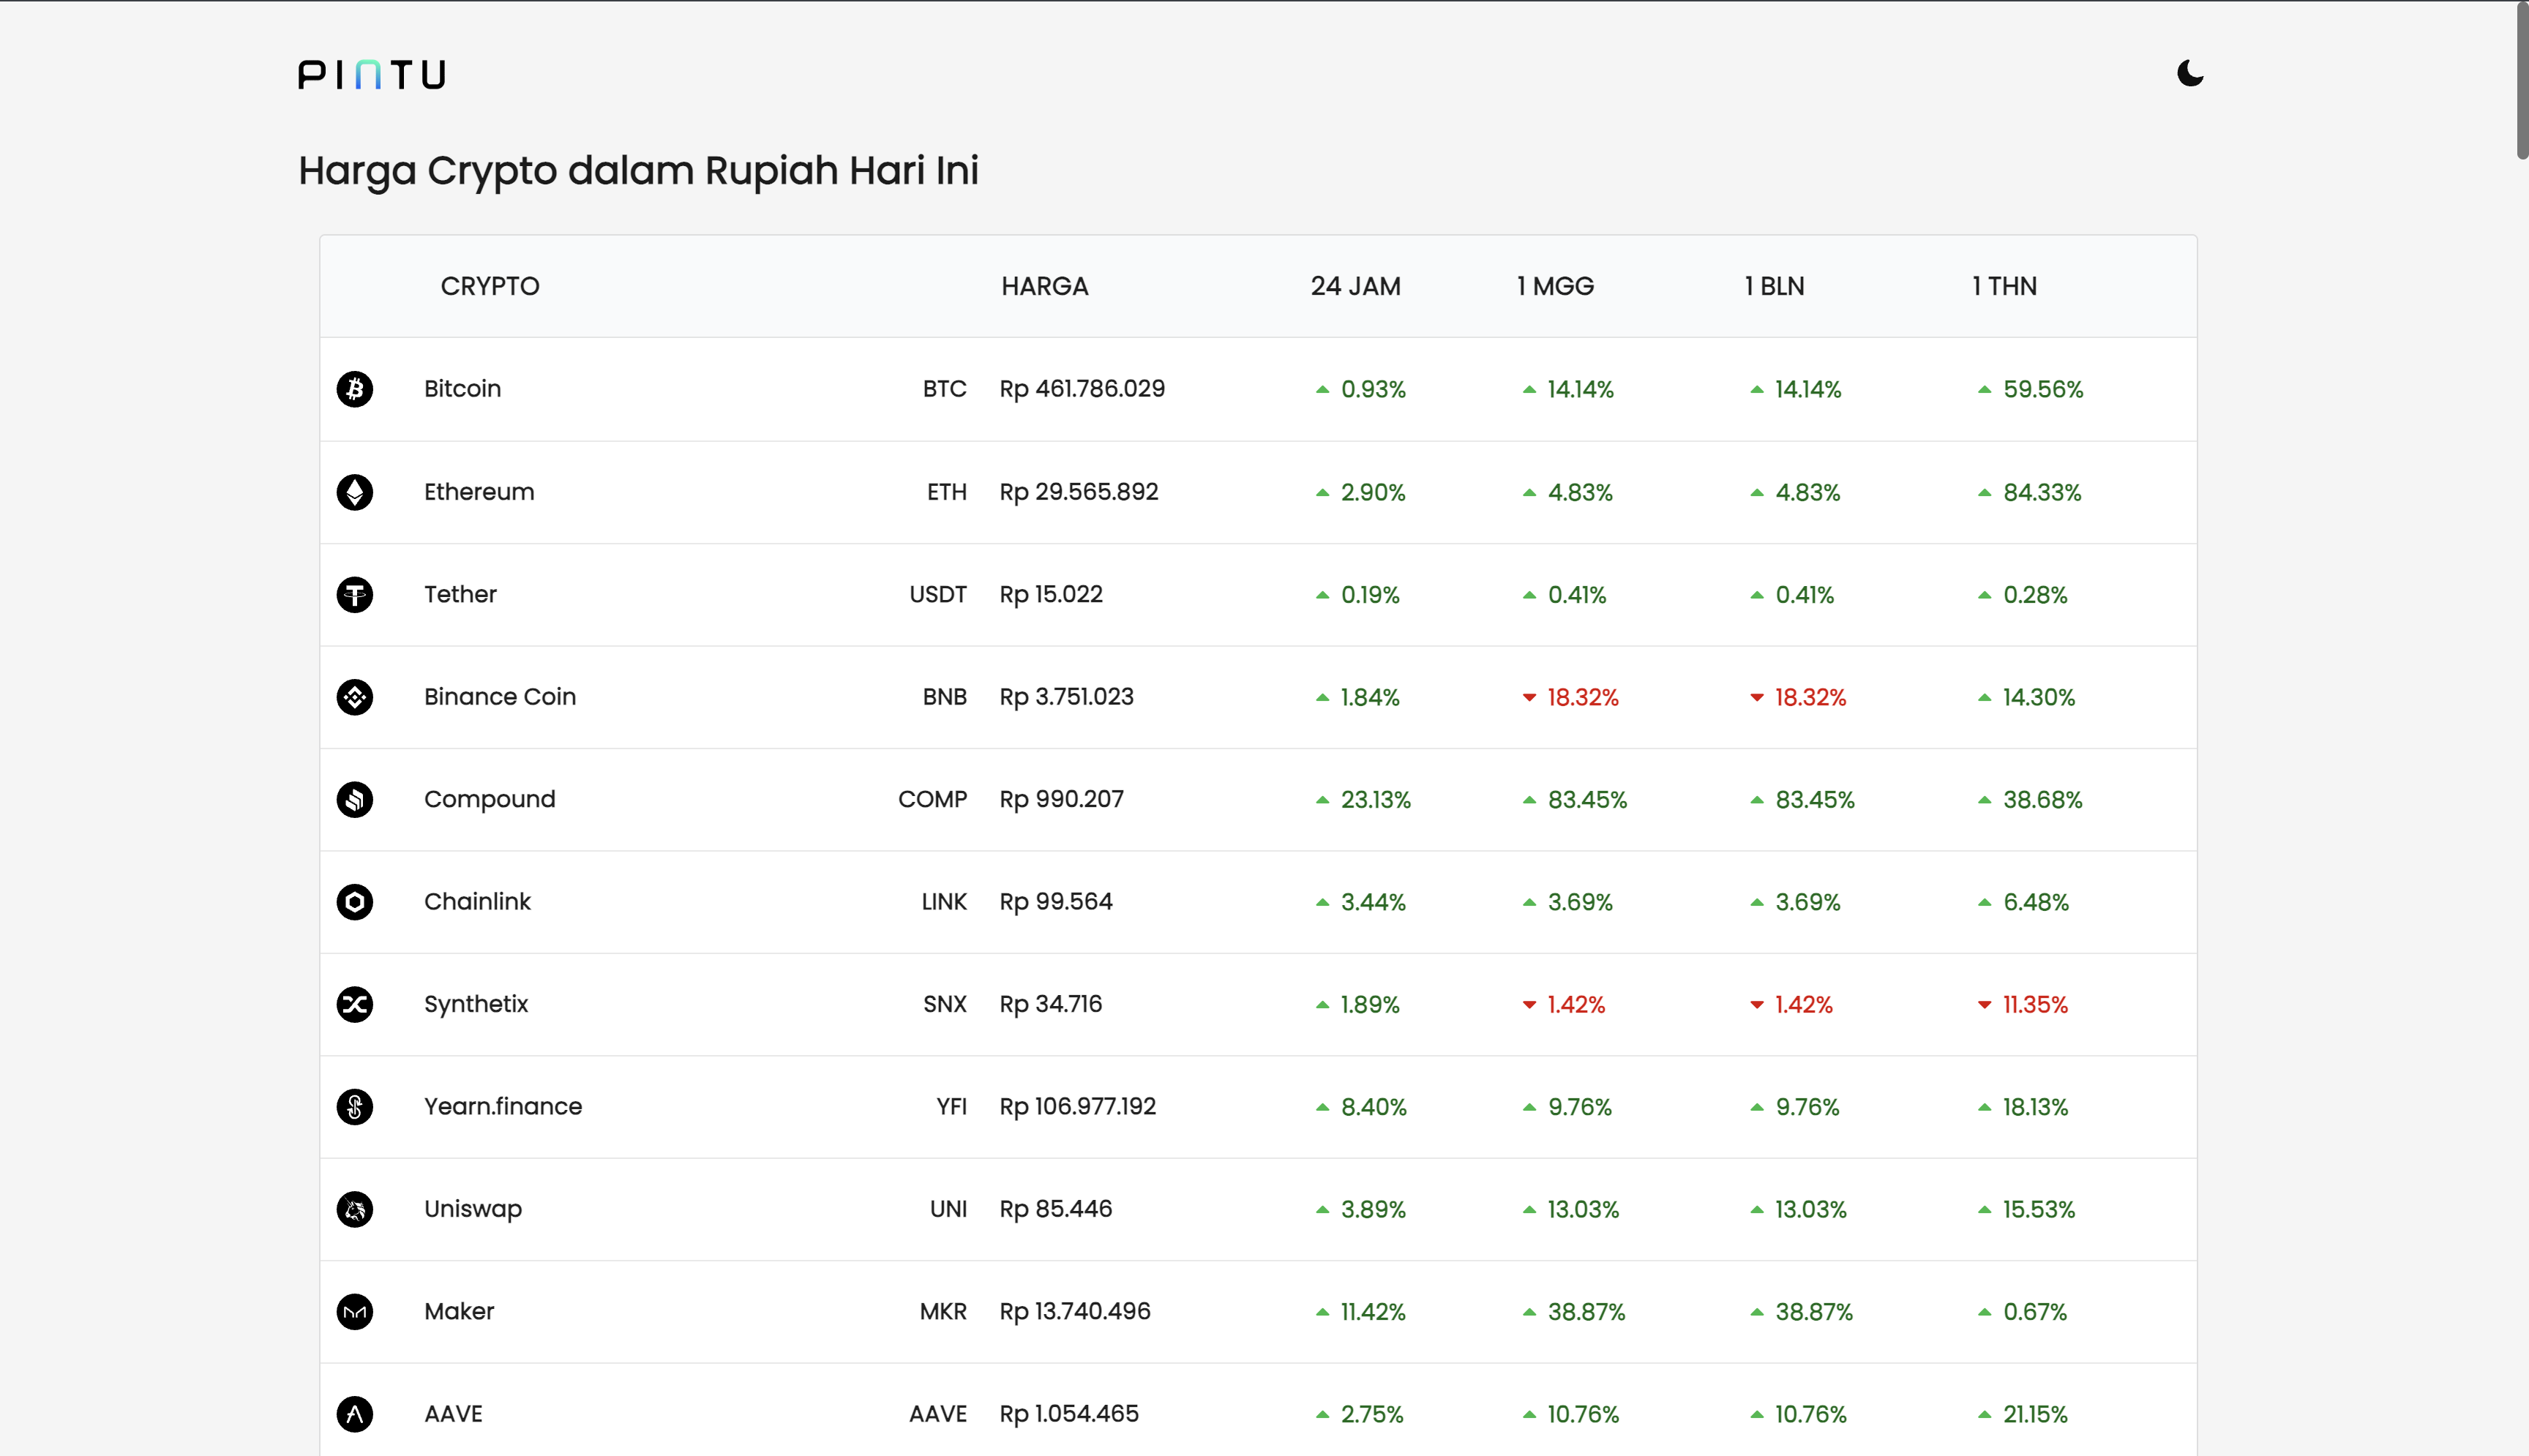 PINTU
Harga Crypto dalam Rupiah Hari Ini
CRYPTO HARGA 24 JAM 1 MGG 1 BLN 1 THN
Bitcoin BTC Rp 461.786.029 0.93% 14.14% 14.14% 59.56%
Ethereum ETH Rp 29.565.892 2.90% 4.83% 4.83% 84.33%
Tether USDT Rp 15.022 0.19% 0.41% 0.41% 0.28%
Binance Coin BNB Rp 3.751.023 1.84% 18.32% 18.32% 14.30%
Compound COMP Rp 990.207 23.13% 83.45% 83.45% 38.68%
Chainlink LINK Rp 99.564 3.44% 3.69% 3.69% 6.48%
Synthetix SNX Rp 34.716 1.89% 1.42% 1.42% 11.35%
Yearn.finance YFI Rp 106.977.192 8.40% 9.76% 9.76% 18.13%
Uniswap UNI Rp 85.446 3.89% 13.03% 13.03% 15.53%
Maker MKR Rp 13.740.496 11.42% 38.87% 38.87% 0.67%
AAVE AAVE Rp 1.054.465 2.75% 10.76% 10.76% 21.15%